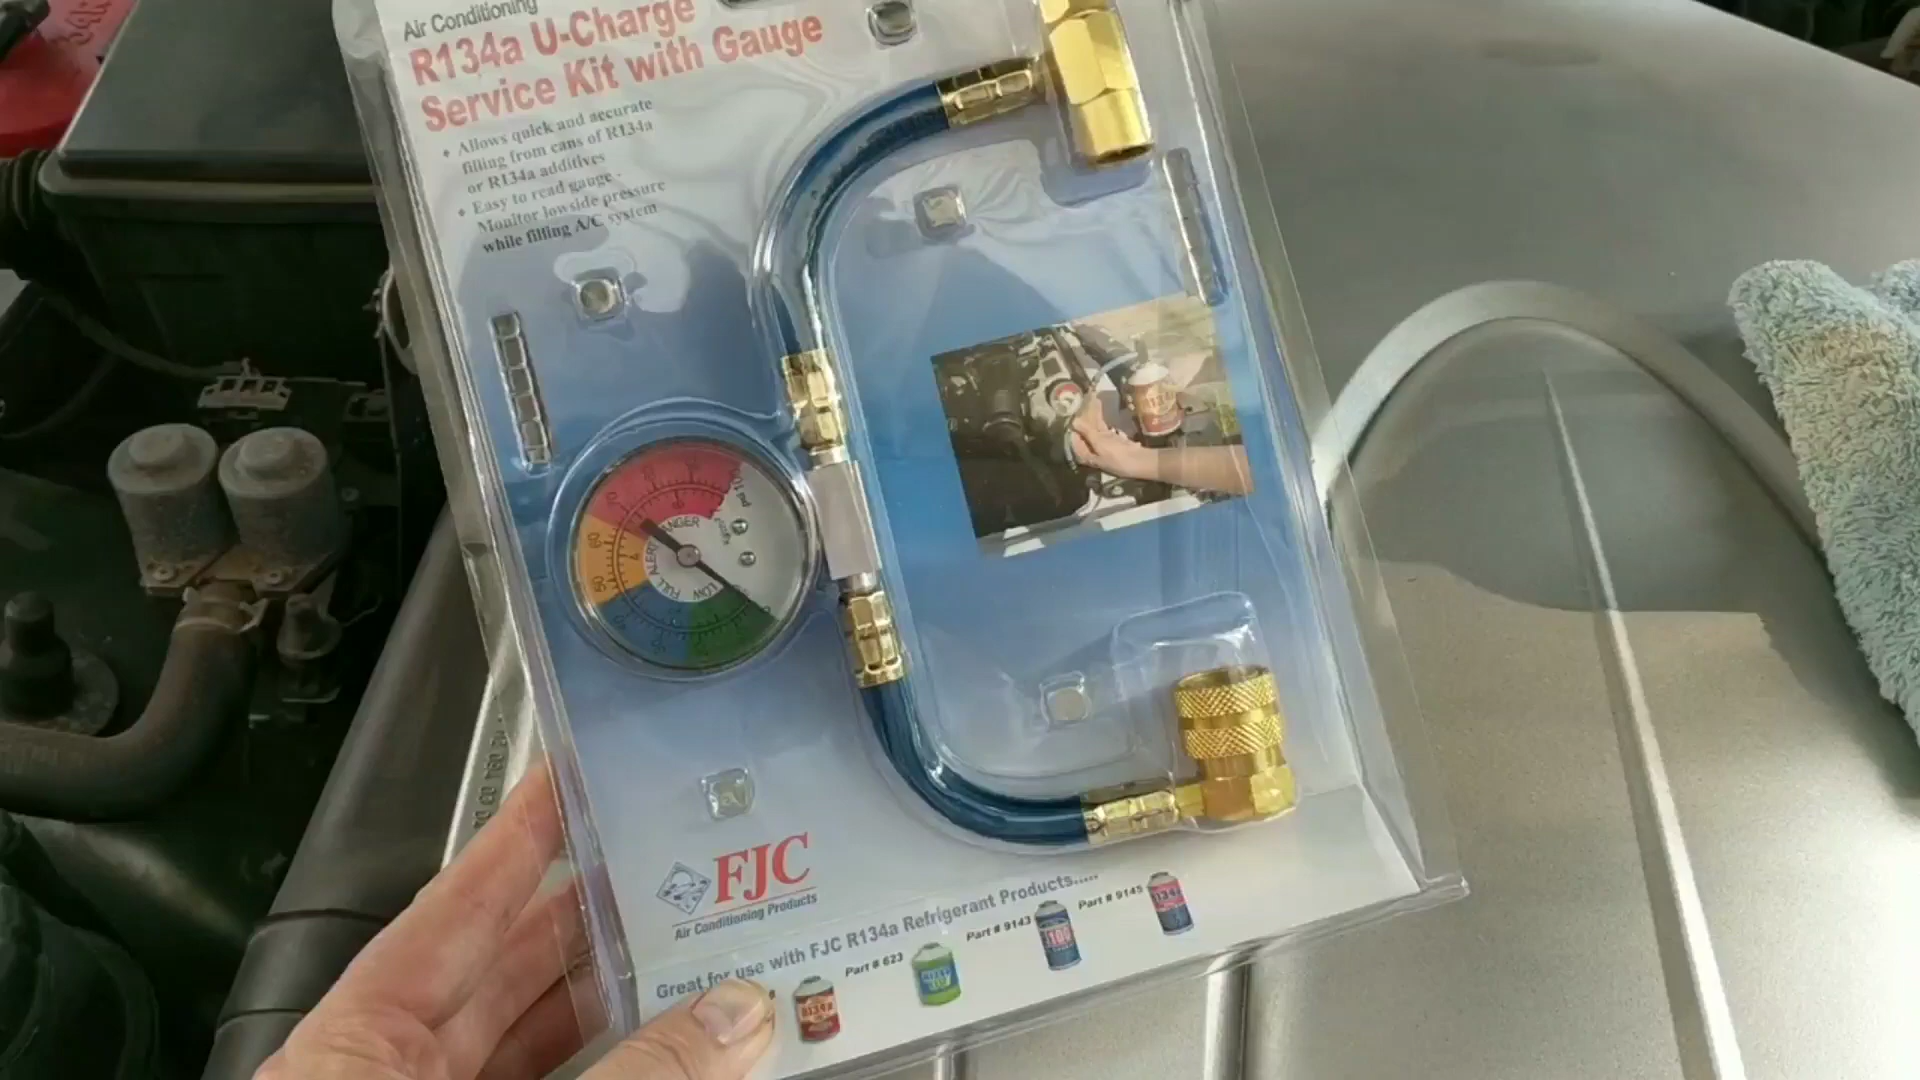 Air Conditioning
R134a U-Charge
Service Kit with Gauge
Allows quick and accurate
filling from cans of R134a
or R134a additives
Easy to read gauge -
Monitor lowside pressure
while filling A/C system
DANGER
ALERT
FULL
LOW
FJC
Air Conditioning Products
Great for use with FJC R134a Refrigerant Products.....
Part # 623
Part # 9143
Part # 9145
R134a